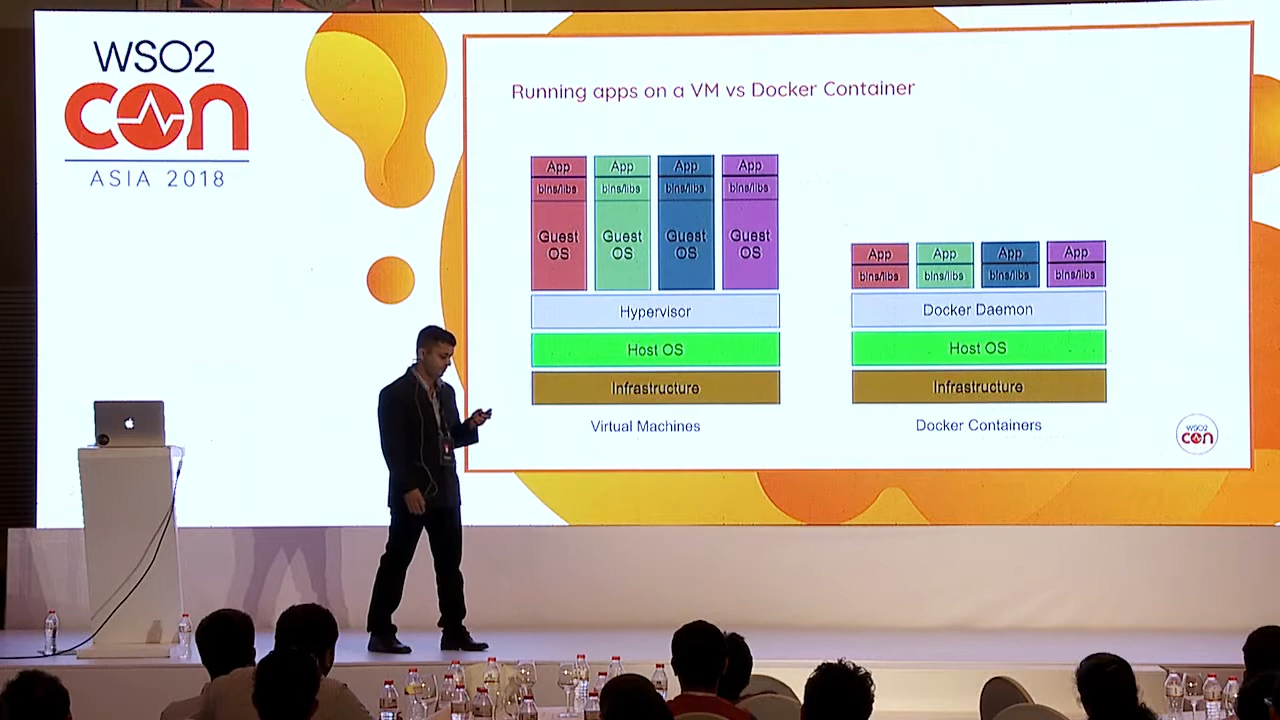 WSO2
con
ASIA 2018
Running apps on a VM vs Docker Container
App App App App
bins/libs bins/libs bins/libs bins/libs
Guest OS Guest OS Guest OS Guest OS
Hypervisor
Host OS
Infrastructure
Virtual Machines
App App App App
bins/libs bins/libs bins/libs bins/libs
Docker Daemon
Host OS
Infrastructure
Docker Containers
WSO2
con